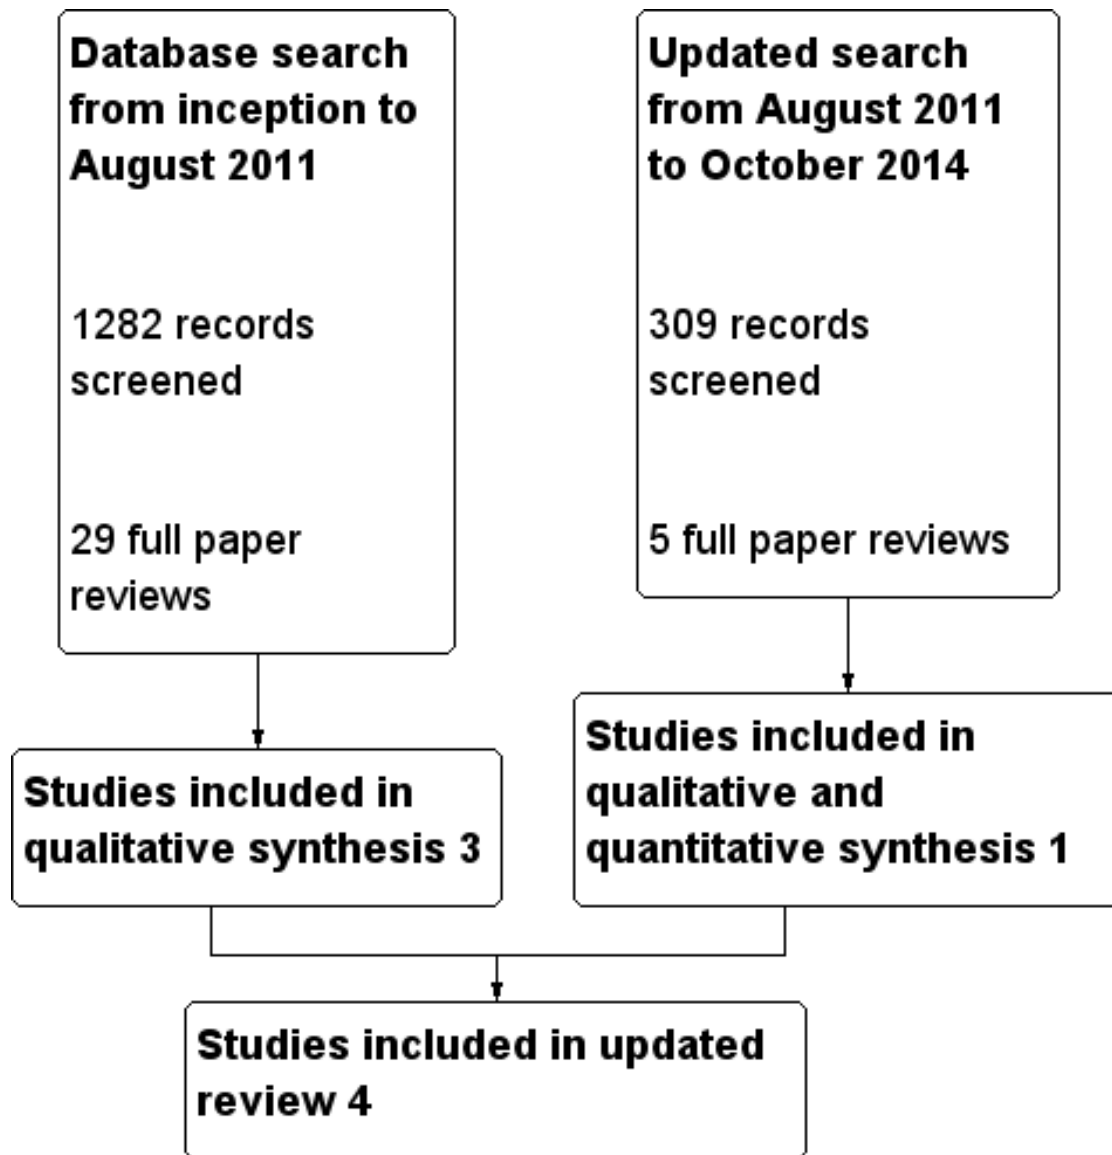 Database search
from inception to
August 2011
1282 records
screened
29 full paper
reviews
Updated search
from August 2011
to October 2014
309 records
screened
5 full paper reviews
Studies included in
qualitative synthesis 3
Studies included in
qualitative and
quantitative synthesis 1
Studies included in updated
review 4